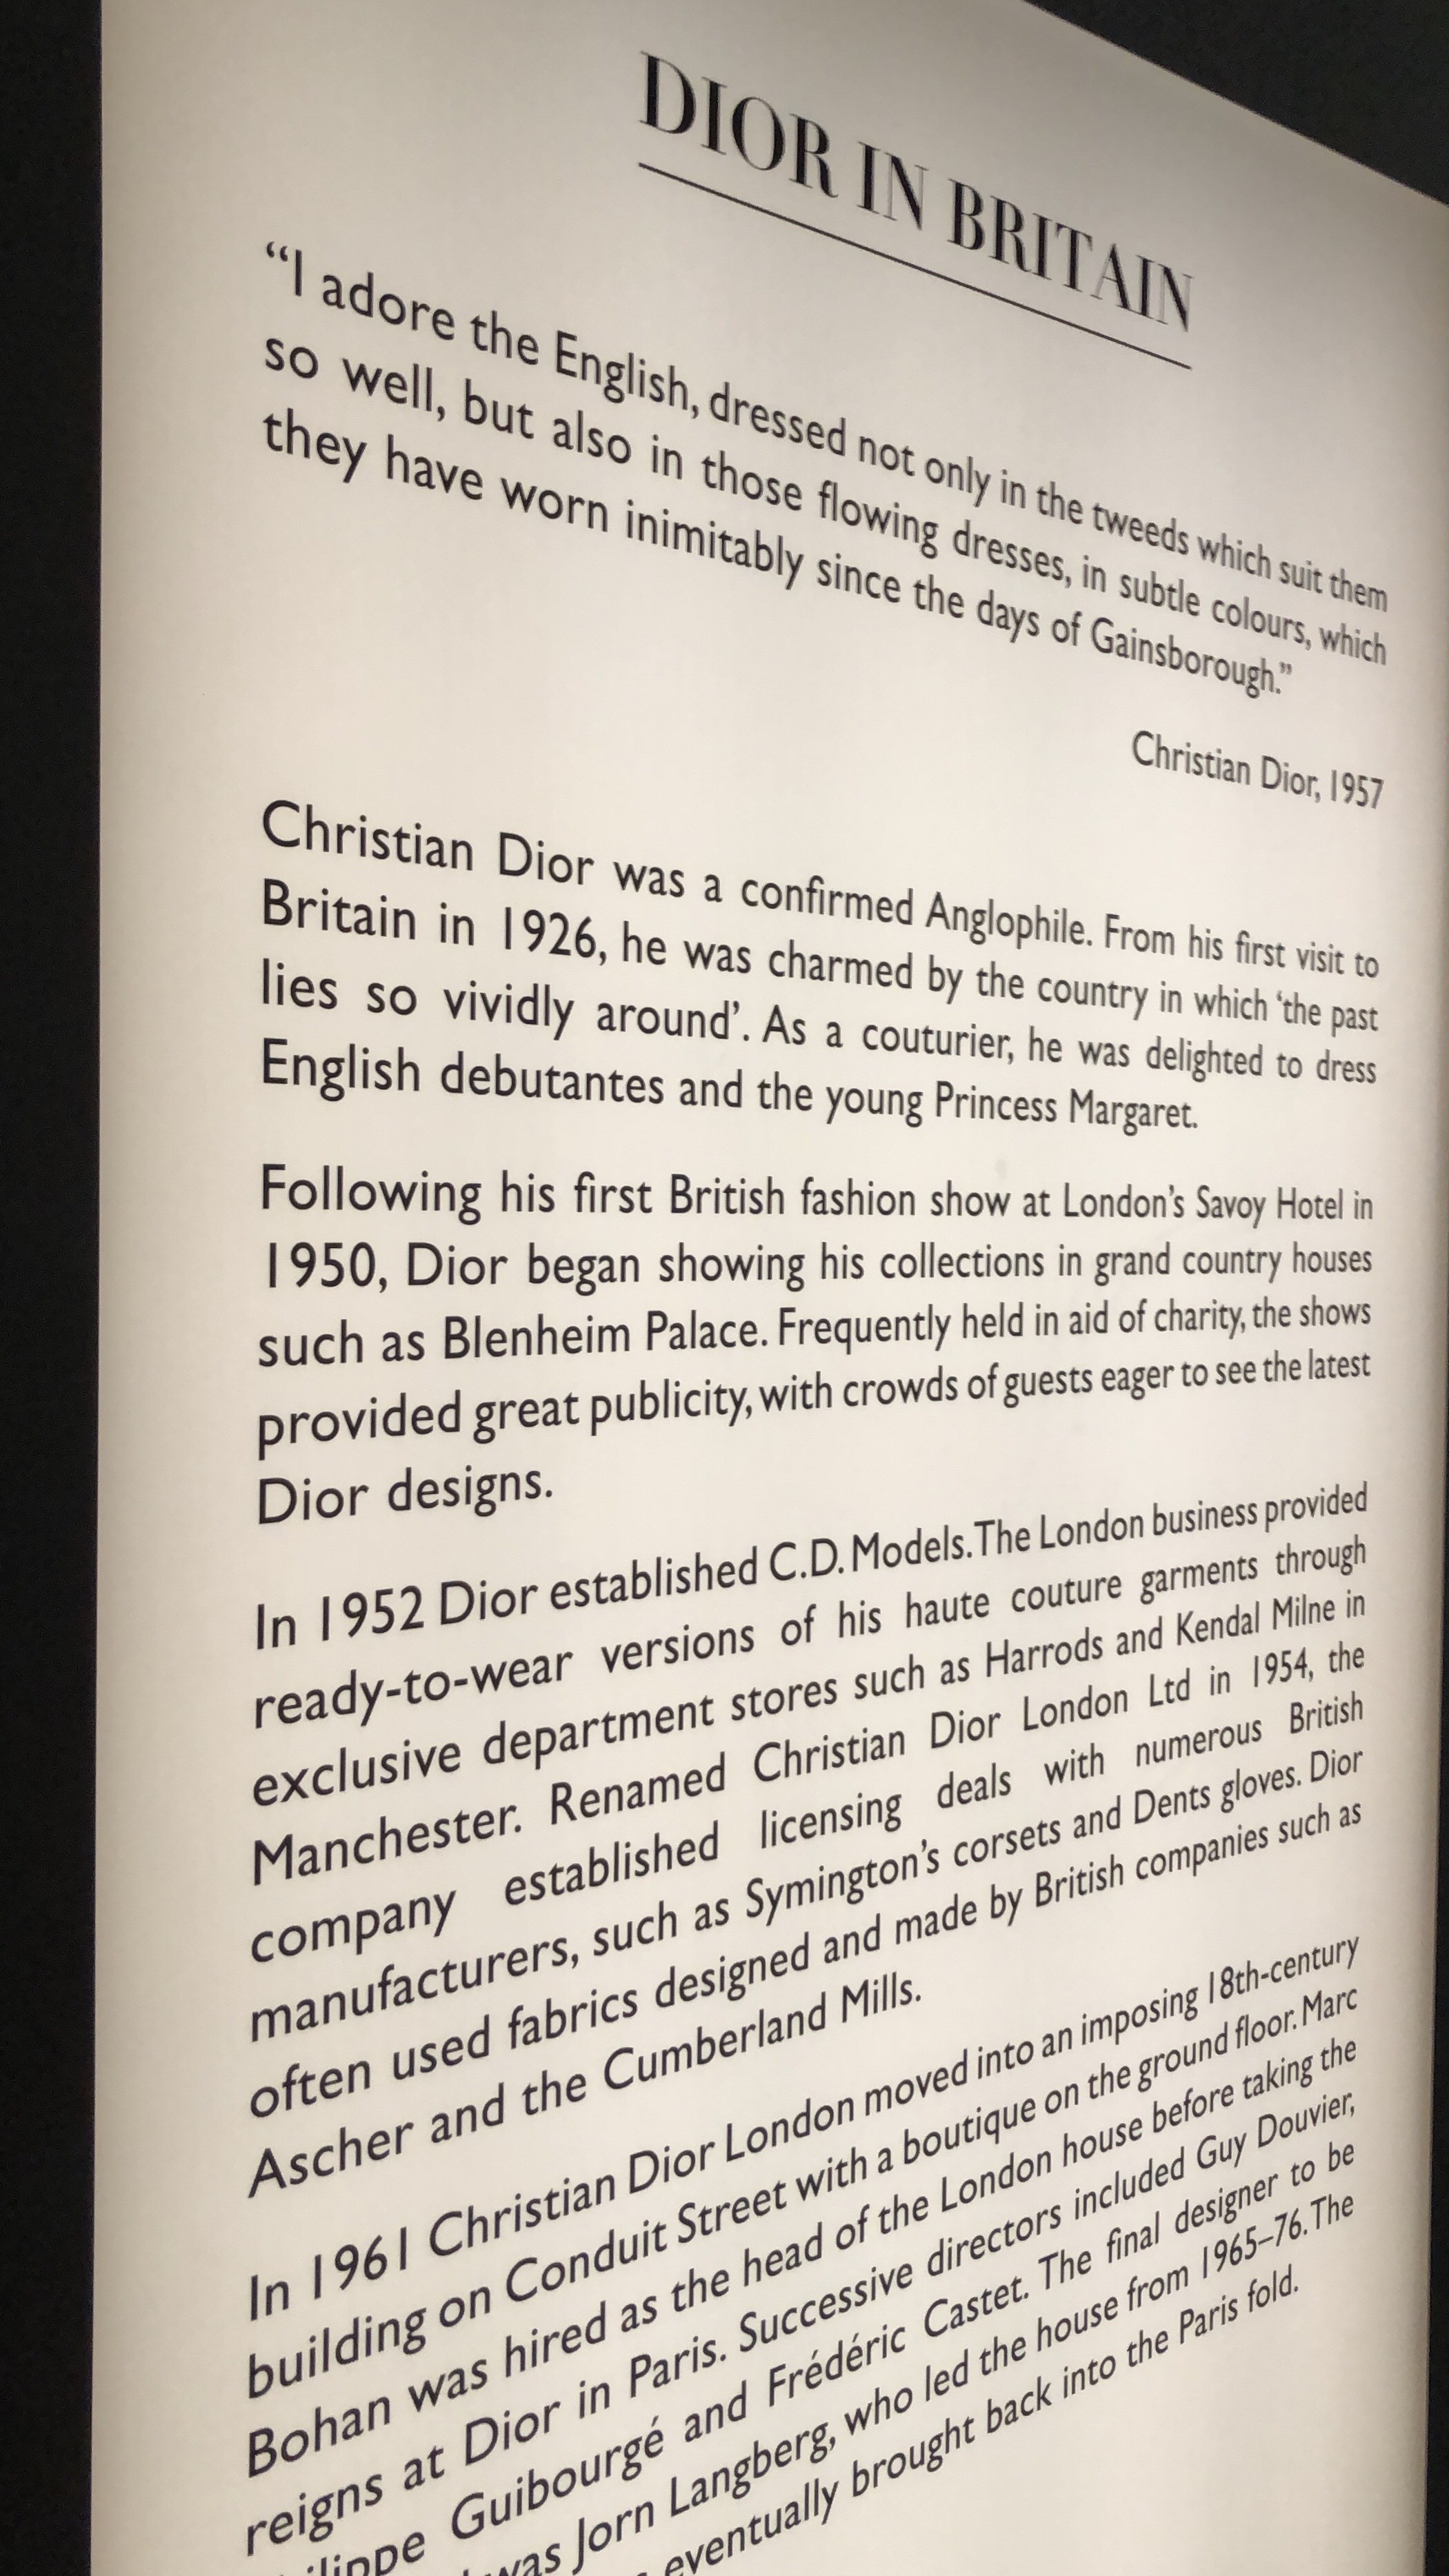 DIOR IN BRITAIN
“I adore the English, dressed not only in the tweeds which suit them
so well, but also in those flowing dresses, in subtle colours, which
they have worn inimitably since the days of Gainsborough.”
Christian Dior, 1957
Christian Dior was a confirmed Anglophile. From his first visit to
Britain in 1926, he was charmed by the country in which ‘the past
lies so vividly around’. As a couturier, he was delighted to dress
English debutantes and the young Princess Margaret.
Following his first British fashion show at London’s Savoy Hotel in
1950, Dior began showing his collections in grand country houses
such as Blenheim Palace. Frequently held in aid of charity, the shows
provided great publicity, with crowds of guests eager to see the latest
Dior designs.
In 1952 Dior established C.D. Models. The London business provided
ready-to-wear versions of his haute couture garments through
exclusive department stores such as Harrods and Kendal Milne in
Manchester. Renamed Christian Dior London Ltd in 1954, the
company established licensing deals with numerous British
manufacturers, such as Symington’s corsets and Dents gloves. Dior
often used fabrics designed and made by British companies such as
Ascher and the Cumberland Mills.
In 1961 Christian Dior London moved into an imposing 18th-century
building on Conduit Street with a boutique on the ground floor. Marc
Bohan was hired as the head of the London house before taking the
reigns at Dior in Paris. Successive directors included Guy Douvier,
Guibourgé and Frédéric Castet. The final designer to be
was Jorn Langberg, who led the house from 1965–76. The
eventually brought back into the Paris fold.